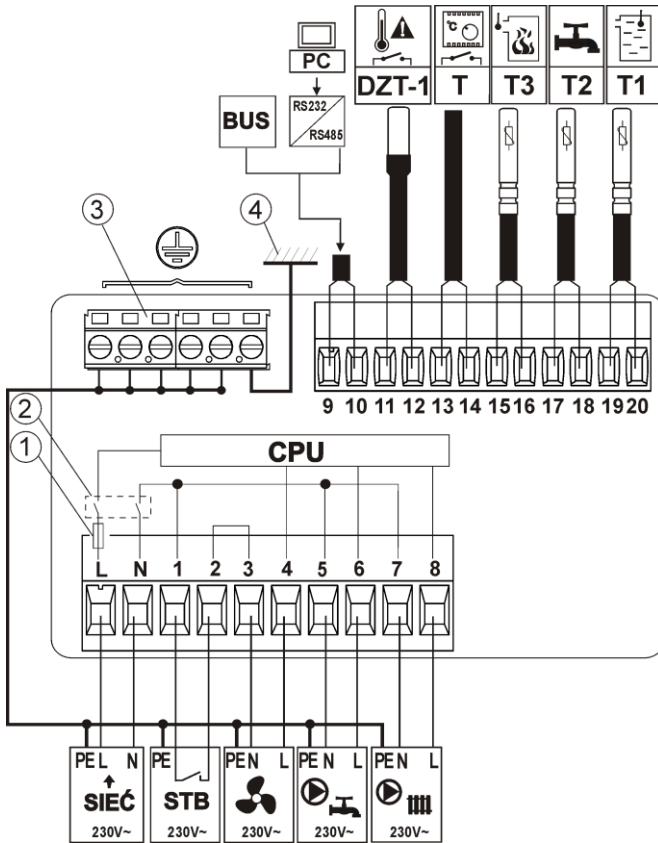 PC
RS232
RS485
BUS
°C
DZT-1 T T3 T2 T1
3
4
9 10 11 12 13 14 15 16 17 18 19 20
2
1
CPU
L N 1 2 3 4 5 6 7 8
PE L N
SIEĆ
230V~
PE
STB
230V~
PE N L
230V~
PE N L
230V~
PE N L
230V~